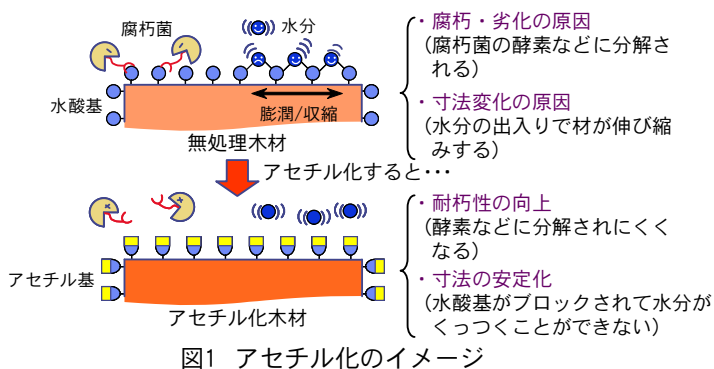 腐朽菌
水分
水酸基
膨潤/収縮
無処理木材
・腐朽・劣化の原因
(腐朽菌の酵素などに分解さ
れる)
・寸法変化の原因
(水分の出入りで材が伸び縮
みする)
アセチル化すると･･･
アセチル基
アセチル化木材
・耐朽性の向上
(酵素などに分解されにくく
なる)
・寸法の安定化
(水酸基がブロックされて水分が
くっつくことができない)
図1 アセチル化のイメージ